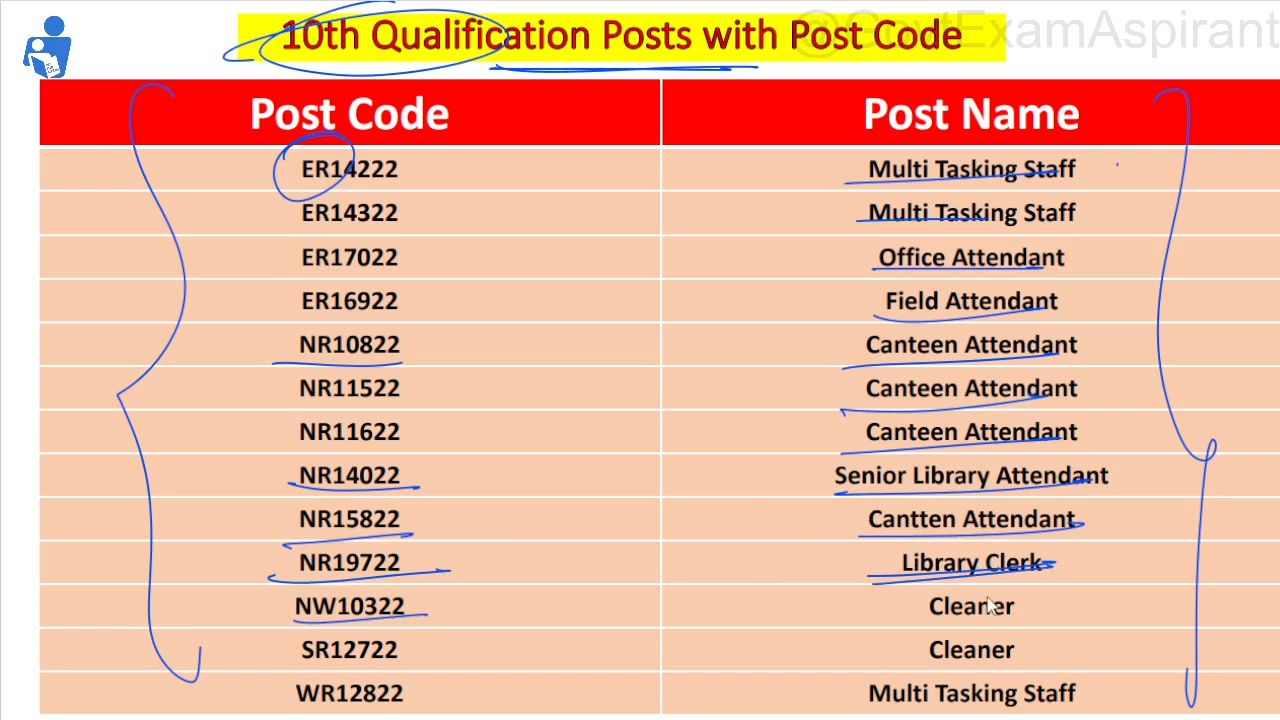 @GovtExamAspirant
10th Qualification Posts with Post Code
Post Code Post Name
ER14222 Multi Tasking Staff
ER14322 Multi Tasking Staff
ER17022 Office Attendant
ER16922 Field Attendant
NR10822 Canteen Attendant
NR11522 Canteen Attendant
NR11622 Canteen Attendant
NR14022 Senior Library Attendant
NR15822 Cantten Attendant
NR19722 Library Clerk
NW10322 Cleaner
SR12722 Cleaner
WR12822 Multi Tasking Staff